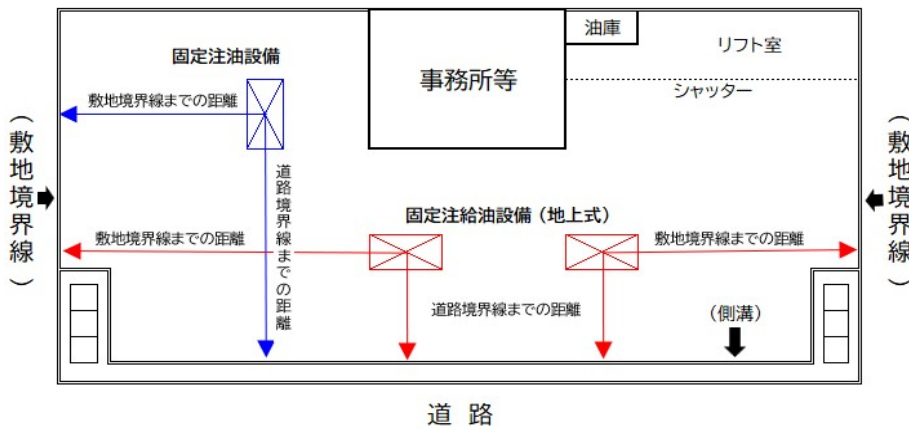 油庫
リフト室
固定注油設備
事務所等
シャッター
敷地境界線までの距離
(敷地境界線)
(敷地境界線)
道路境界線までの距離
固定注給油設備(地上式)
敷地境界線までの距離
敷地境界線までの距離
道路境界線までの距離
(側溝)
道 路